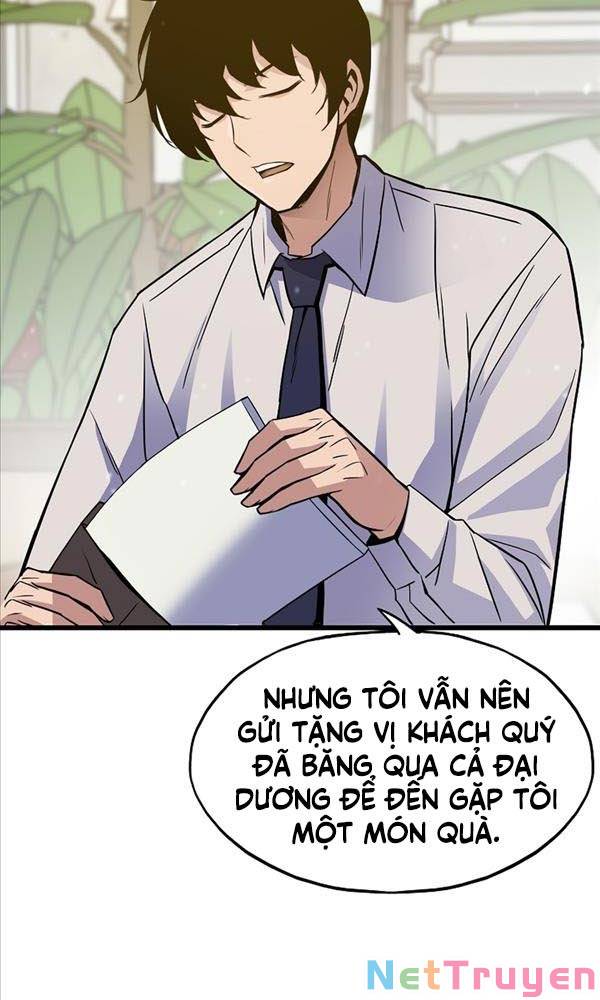 NHƯNG TÔI VẪN NÊN
GỬI TẶNG VỊ KHÁCH QUÝ
ĐÃ BĂNG QUA CẢ ĐẠI
DƯƠNG ĐỂ ĐẾN GẶP TÔI
MỘT MÓN QUÀ.
NETTRUYEN